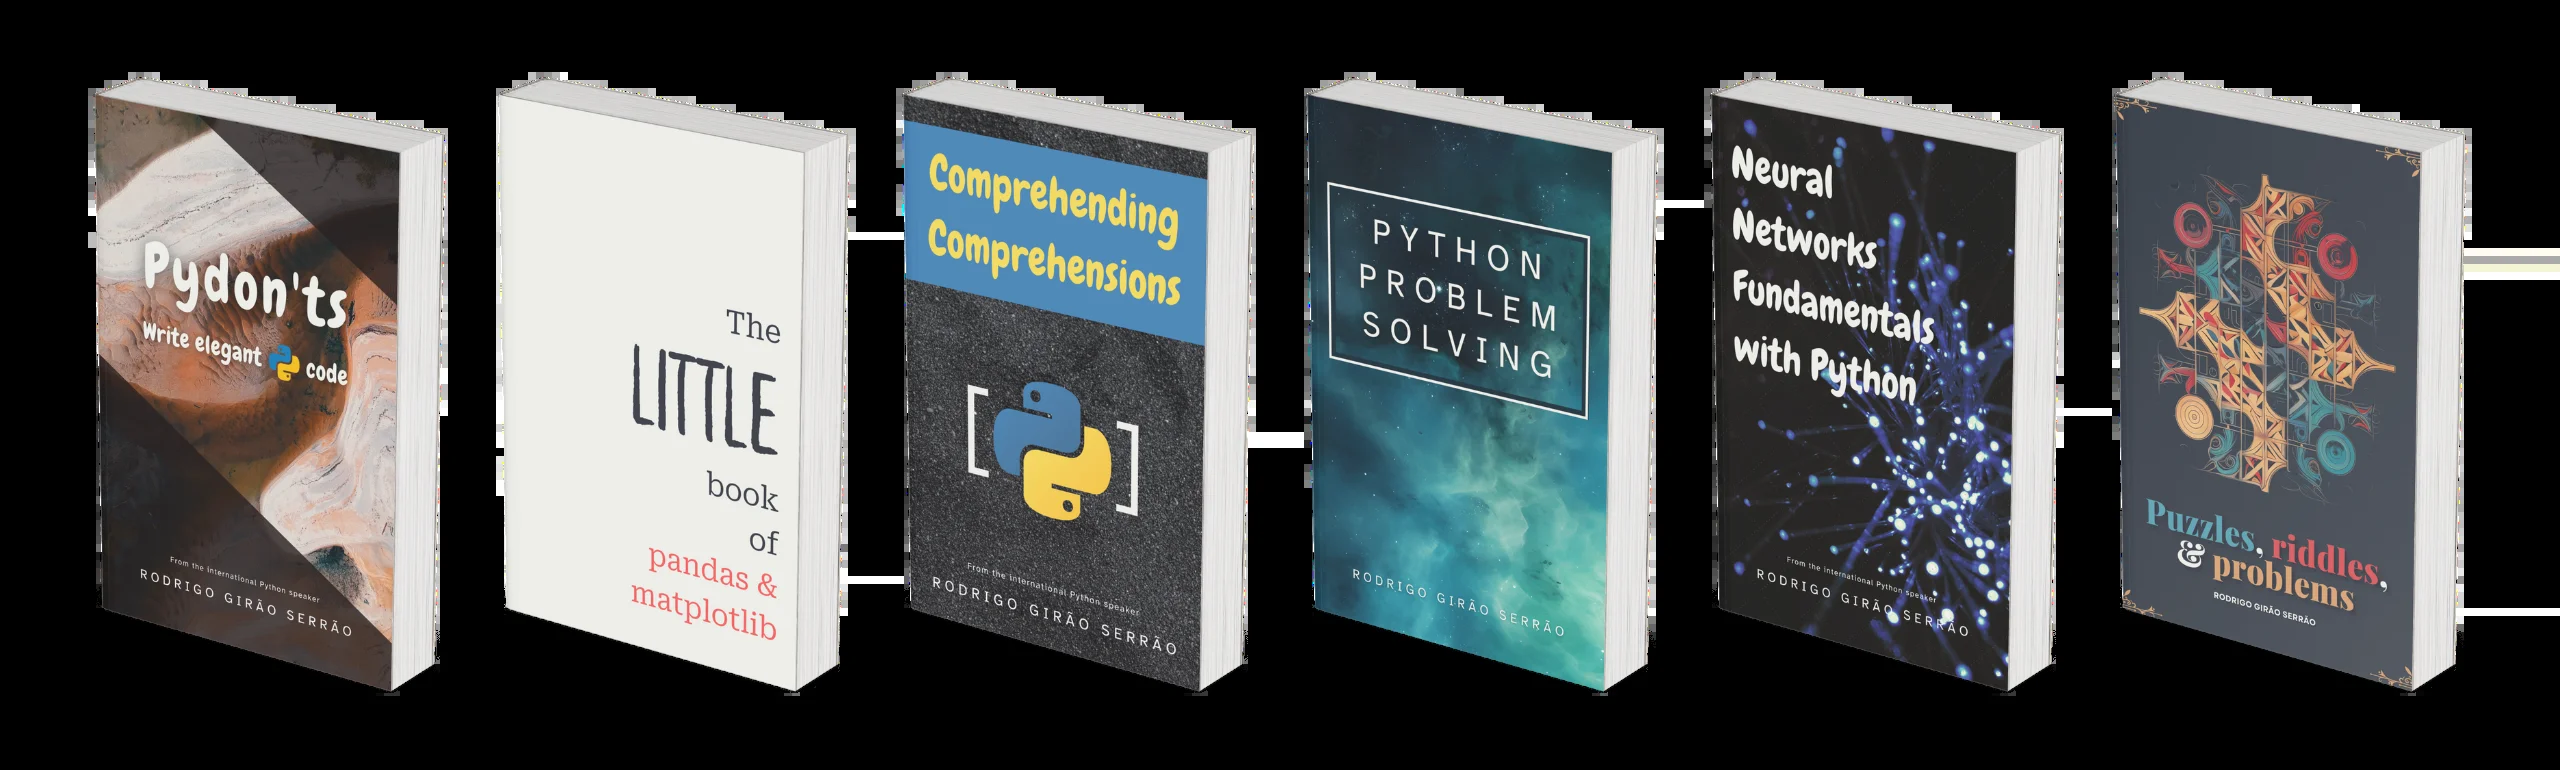 Pydon'ts
Write elegant code
From the international Python speaker
RODRIGO GIRÃO SERRÃO
The
LITTLE
book
of
pandas &
matplotlib
Comprehending
Comprehensions
[ ]
From the international Python speaker
RODRIGO GIRÃO SERRÃO
PYTHON
PROBLEM
SOLVING
RODRIGO GIRÃO SERRÃO
Neural
Networks
Fundamentals
with Python
From the international Python speaker
RODRIGO GIRÃO SERRÃO
Puzzles, riddles,
& problems
RODRIGO GIRÃO SERRÃO